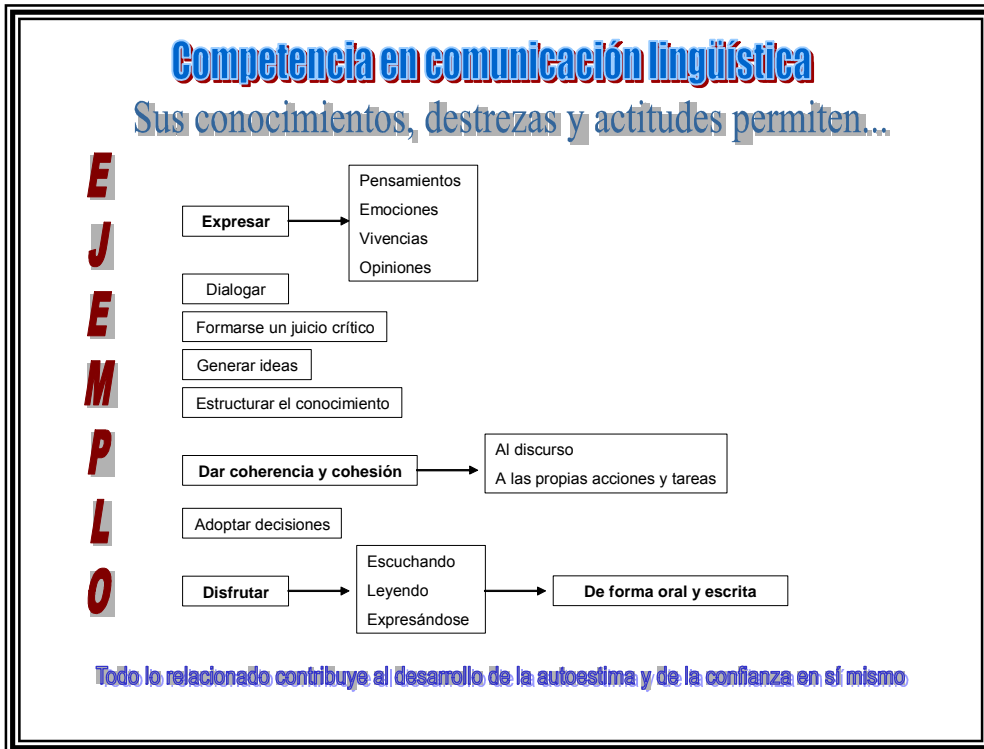 Competencia en comunicación lingüística
Sus conocimientos, destrezas y actitudes permiten...
EJEMPLO
Expresar
Pensamientos
Emociones
Vivencias
Opiniones
Dialogar
Formarse un juicio crítico
Generar ideas
Estructurar el conocimiento
Dar coherencia y cohesión
Al discurso
A las propias acciones y tareas
Adoptar decisiones
Disfrutar
Escuchando
Leyendo
Expresándose
De forma oral y escrita
Todo lo relacionado contribuye al desarrollo de la autoestima y de la confianza en sí mismo